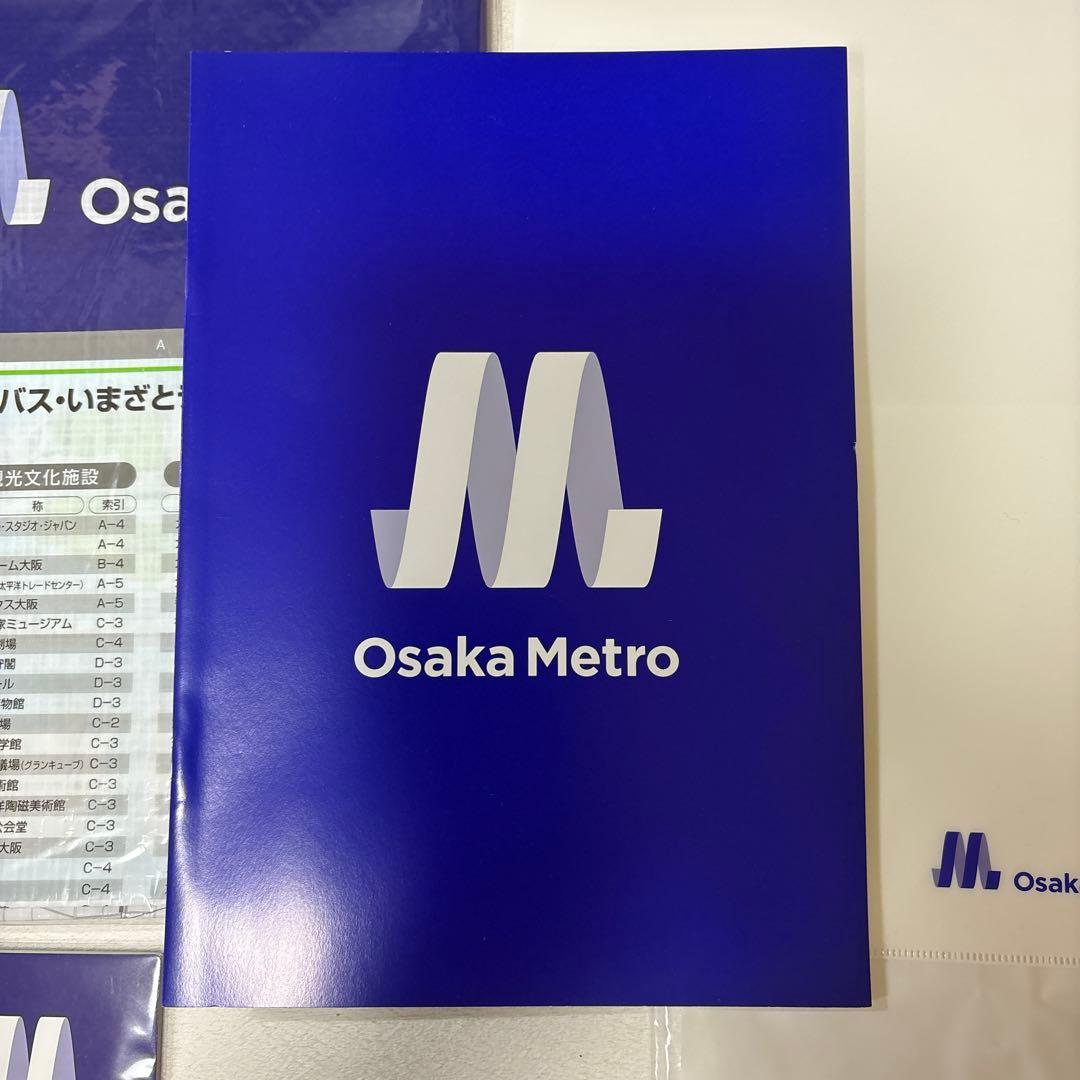 Osa
A
バス・いまざと
観光文化施設
称 索引
・スタジオ・ジャパン A-4
A-4
ーム大阪 B-4
太平洋トレードセンター) A-5
クス大阪 A-5
家ミュージアム C-3
劇場 C-4
守閣 D-3
ール D-3
物館 D-3
場 C-2
学館 C-3
議場(グランキューブ) C-3
術館 C-3
洋陶磁美術館 C-3
公会堂 C-3
大阪 C-3
C-4
C-4
Osaka Metro
Osak